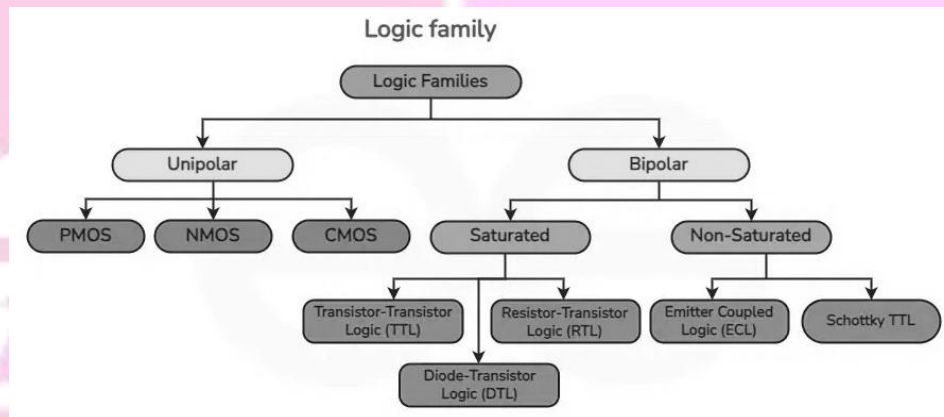 Logic family
Logic Families
Unipolar
Bipolar
PMOS
NMOS
CMOS
Saturated
Non-Saturated
Transistor-Transistor
Logic (TTL)
Resistor-Transistor
Logic (RTL)
Emitter Coupled
Logic (ECL)
Schottky TTL
Diode-Transistor
Logic (DTL)